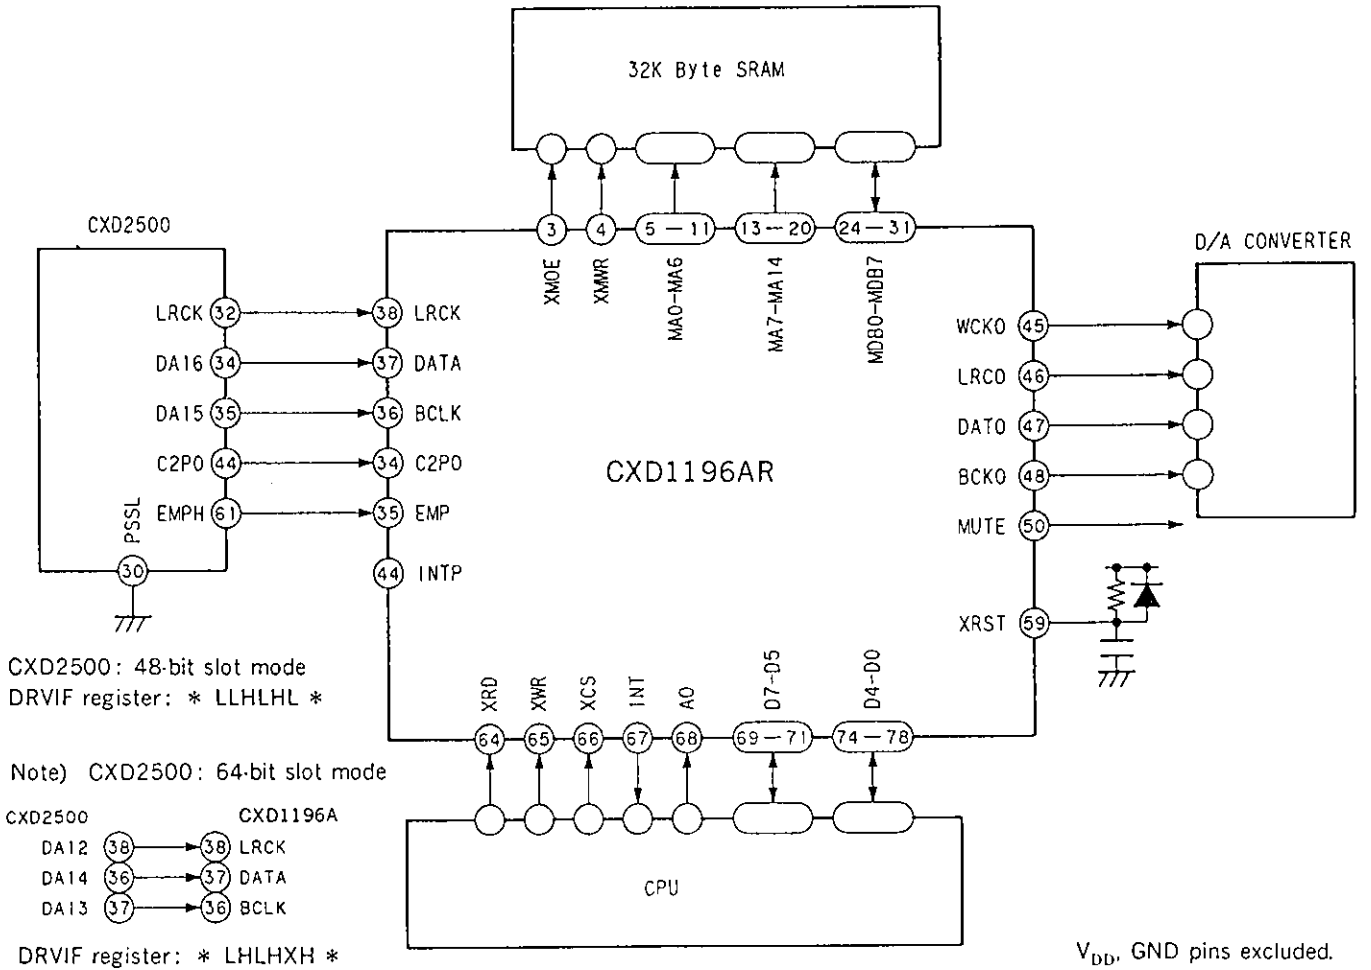 32K Byte SRAM
3 4 5 – 11 13 – 20 24 – 31
XMOE XMWR MA0-MA6 MA7-MA14 MDB0-MDB7
CXD2500
LRCK 32
DA16 34
DA15 35
C2PO 44
EMPH 61
PSSL
30
38 LRCK
37 DATA
36 BCLK
34 C2PO
35 EMP
44 INTP
CXD1196AR
D/A CONVERTER
WCKO 45
LRCO 46
DATO 47
BCKO 48
MUTE 50
XRST 59
CXD2500: 48-bit slot mode
DRVIF register: * LLHLHL *
XRD XWR XCS INT A0 D7-D5 D4-D0
64 65 66 67 68 69 – 71 74 – 78
CPU
Note) CXD2500: 64-bit slot mode
CXD2500 CXD1196A
DA12 38 38 LRCK
DA14 36 37 DATA
DA13 37 36 BCLK
DRVIF register: * LHLHXH *
VDD, GND pins excluded.